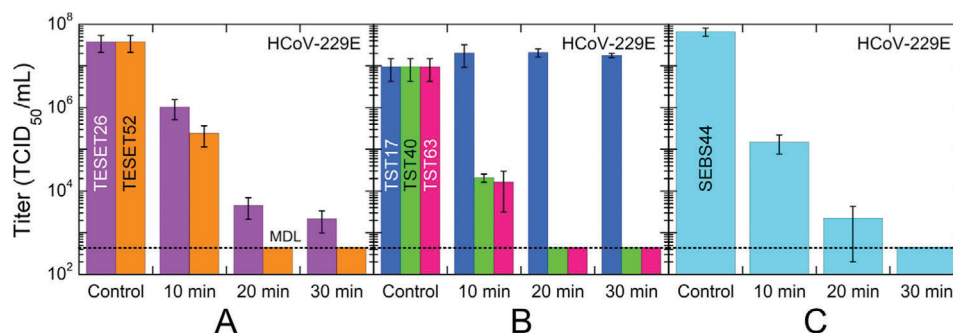 10⁸
10⁶
10⁴
10²
Titer (TCID₅₀/mL)
HCoV-229E
TESET26
TESET52
MDL
Control
10 min
20 min
30 min
A
HCoV-229E
TST17
TST40
TST63
Control
10 min
20 min
30 min
B
HCoV-229E
SEBS44
Control
10 min
20 min
30 min
C